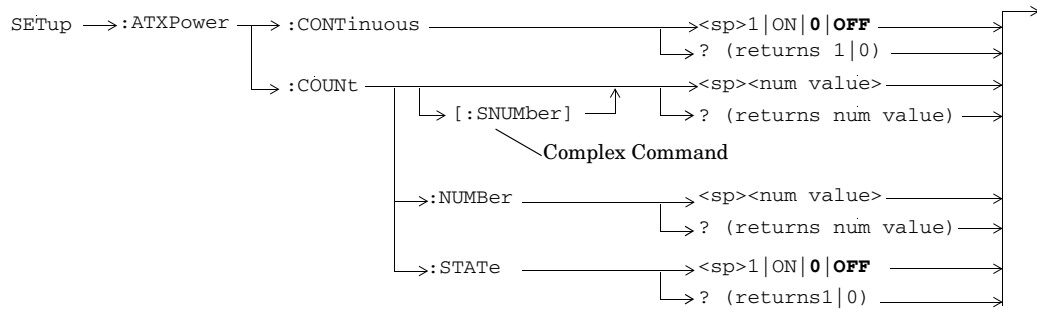 SETup :ATXPower :CONTinuous <sp>1|ON|0|OFF
? (returns 1|0)
:COUNt <sp><num value>
[:SNUMber] ? (returns num value)
Complex Command
:NUMBer <sp><num value>
? (returns num value)
:STATe <sp>1|ON|0|OFF
? (returns1|0)